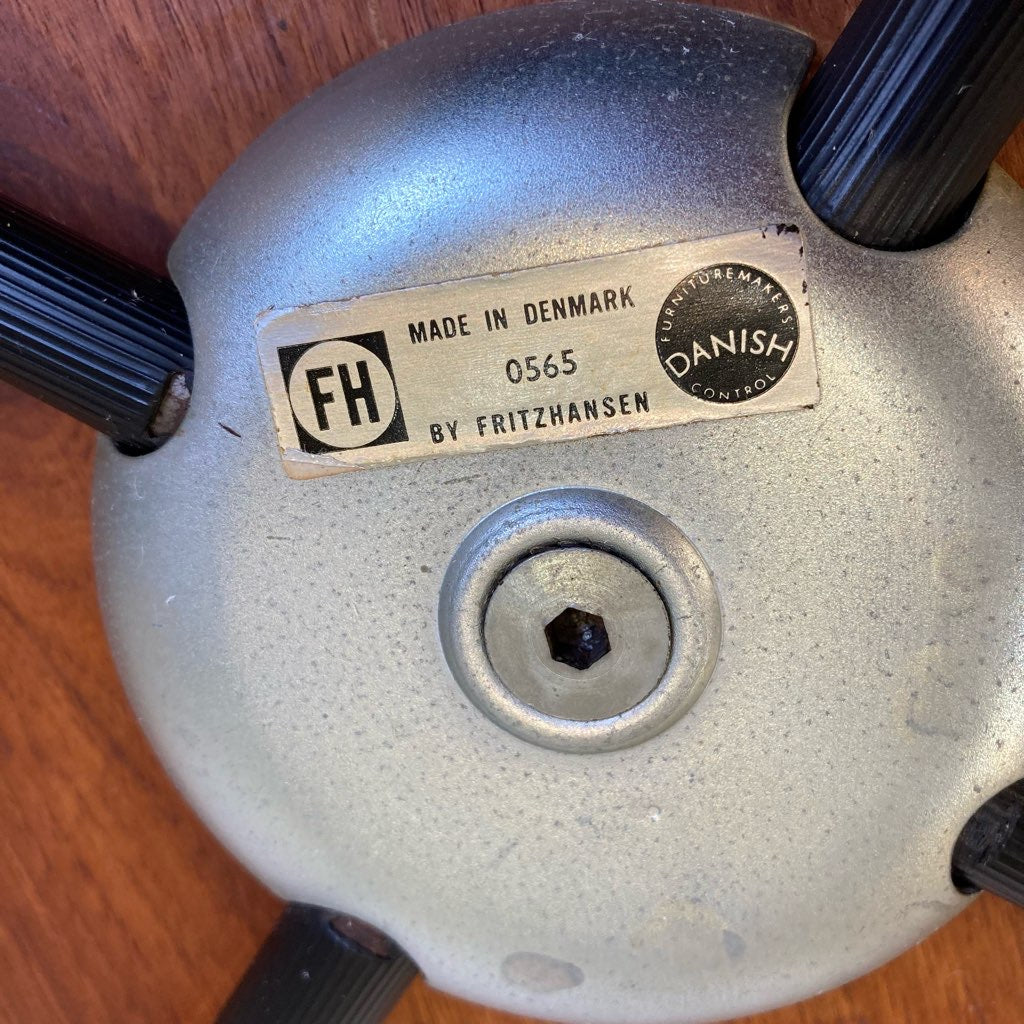 FH
MADE IN DENMARK
0565
BY FRITZHANSEN
FURNITUREMAKERS'
DANISH
CONTROL